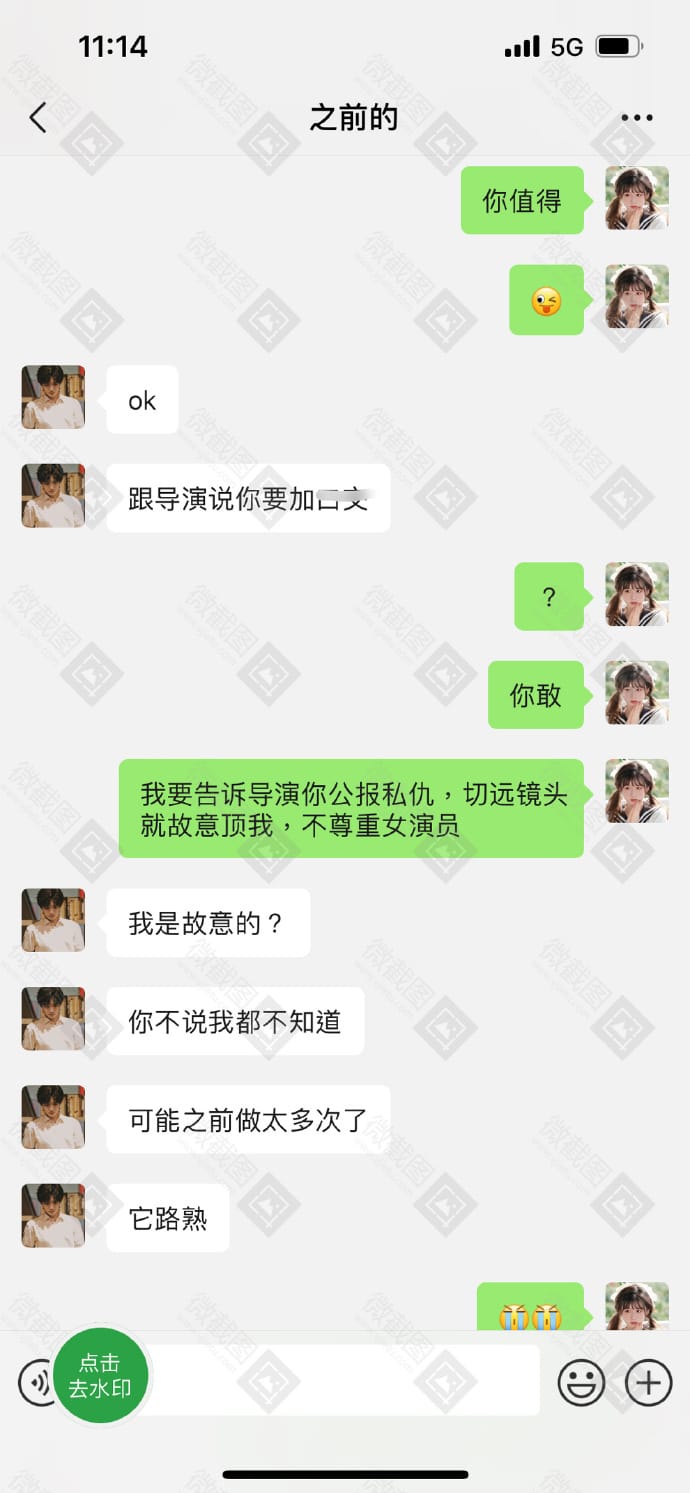 11:14
5G
之前的
你值得
😜
ok
跟导演说你要加口交
?
你敢
我要告诉导演你公报私仇，切远镜头
就故意顶我，不尊重女演员
我是故意的？
你不说我都不知道
可能之前做太多次了
它路熟
😭😭
点击
去水印
微截图